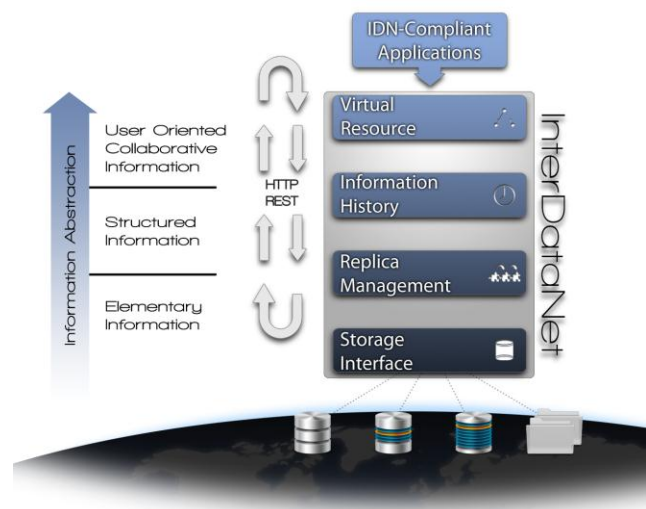 IDN-Compliant
Applications
Information Abstraction
User Oriented
Collaborative
Information
Structured
Information
Elementary
Information
HTTP
REST
Virtual
Resource
Information
History
Replica
Management
Storage
Interface
InterDataNet